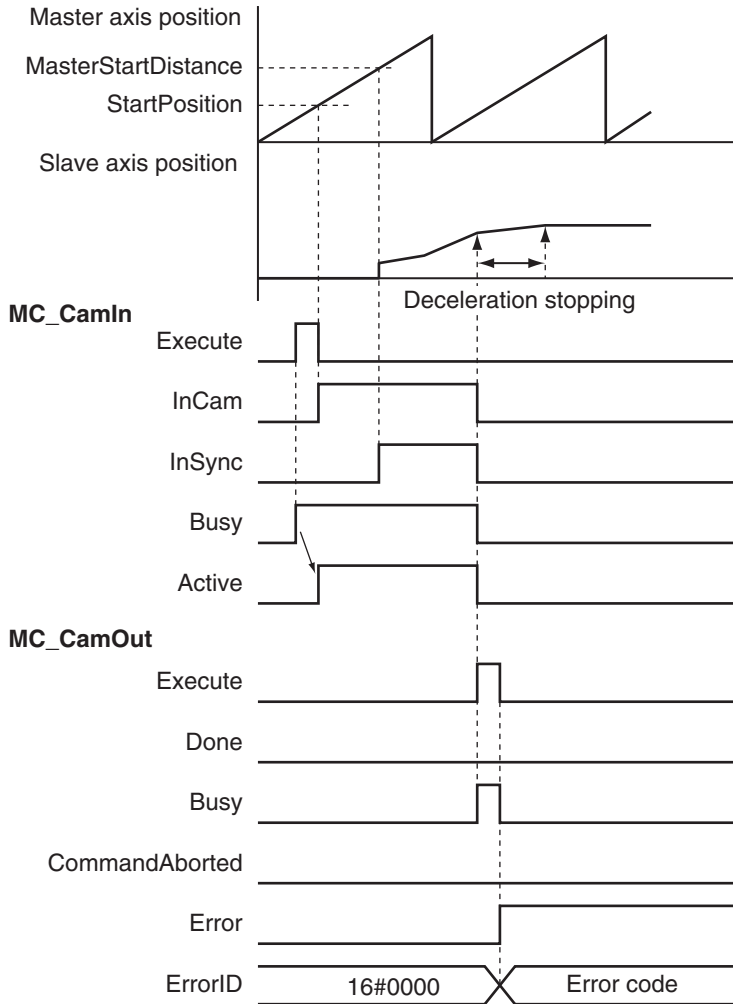 Master axis position
MasterStartDistance
StartPosition
Slave axis position
Deceleration stopping
MC_CamIn
Execute
InCam
InSync
Busy
Active
MC_CamOut
Execute
Done
Busy
CommandAborted
Error
ErrorID
16#0000
Error code